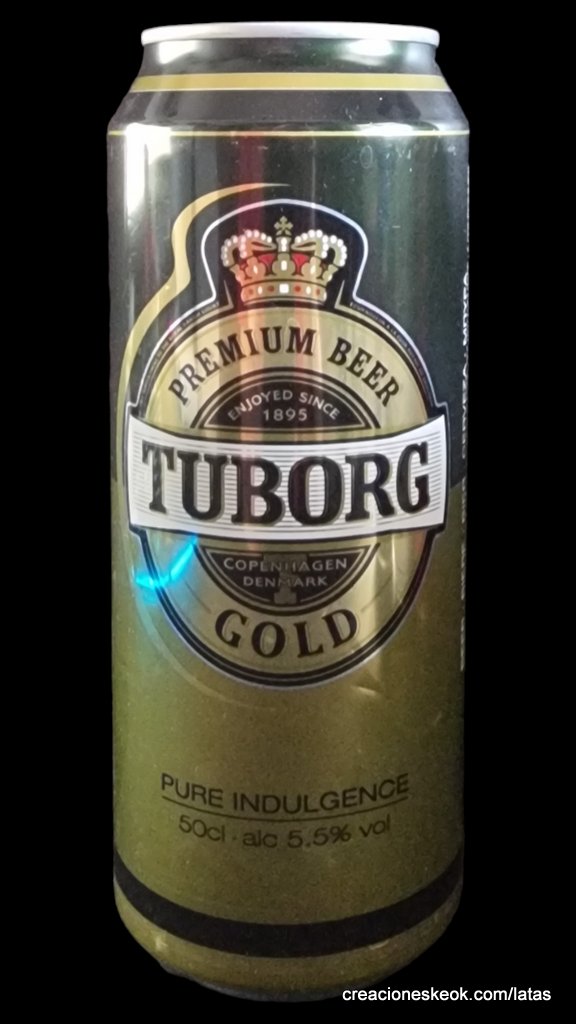 PREMIUM BEER
ENJOYED SINCE
1895
TUBORG
COPENHAGEN
DENMARK
GOLD
PURE INDULGENCE
50cl · alc 5.5% vol
creacioneskeok.com/latas